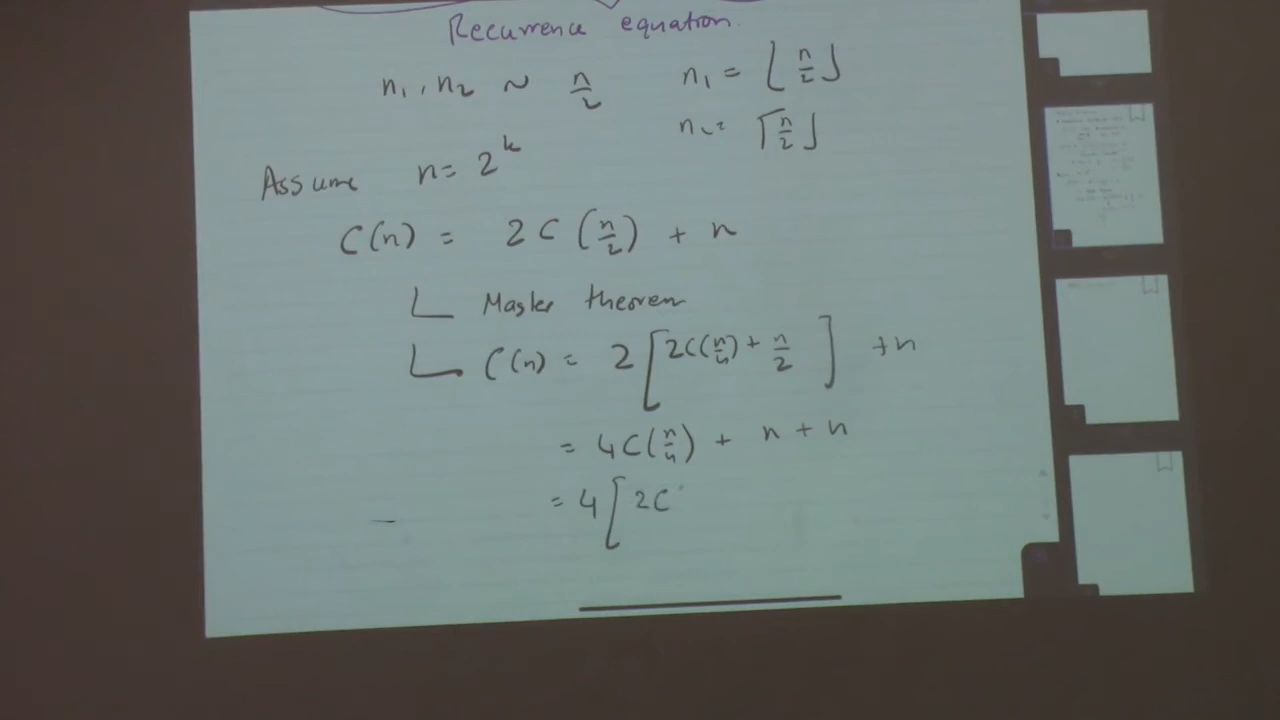 Recurrence equation.
n₁, n₂ ~ n/2   n₁ = ⌊n/2⌋
n₂ = ⌈n/2⌋
Assume n = 2^k
C(n) = 2C(n/2) + n
Master theorem
C(n) = 2[2C(n/4) + n/2] + n
= 4C(n/4) + n + n
= 4[2C